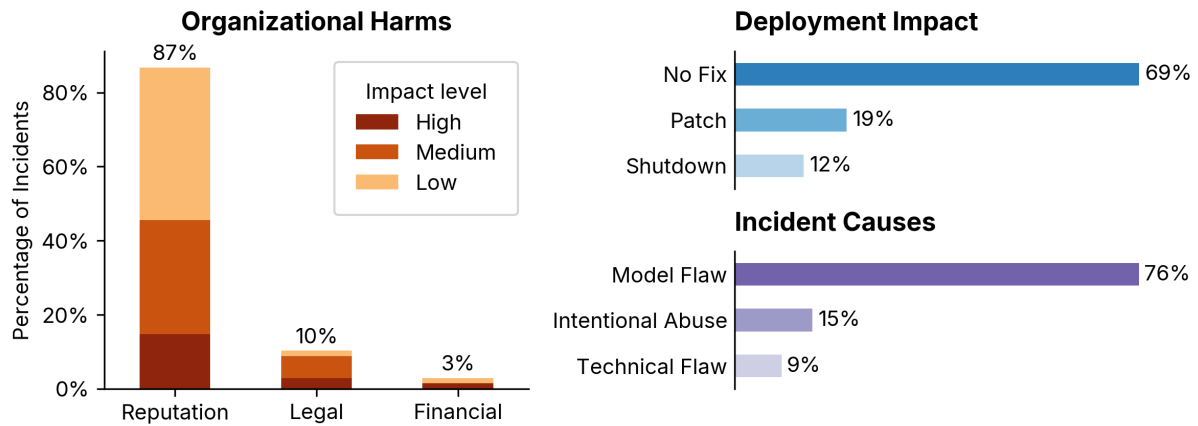 Organizational Harms
Percentage of Incidents
80%
60%
40%
20%
0%
87%
10%
3%
Reputation
Legal
Financial
Impact level
High
Medium
Low
Deployment Impact
No Fix 69%
Patch 19%
Shutdown 12%
Incident Causes
Model Flaw 76%
Intentional Abuse 15%
Technical Flaw 9%